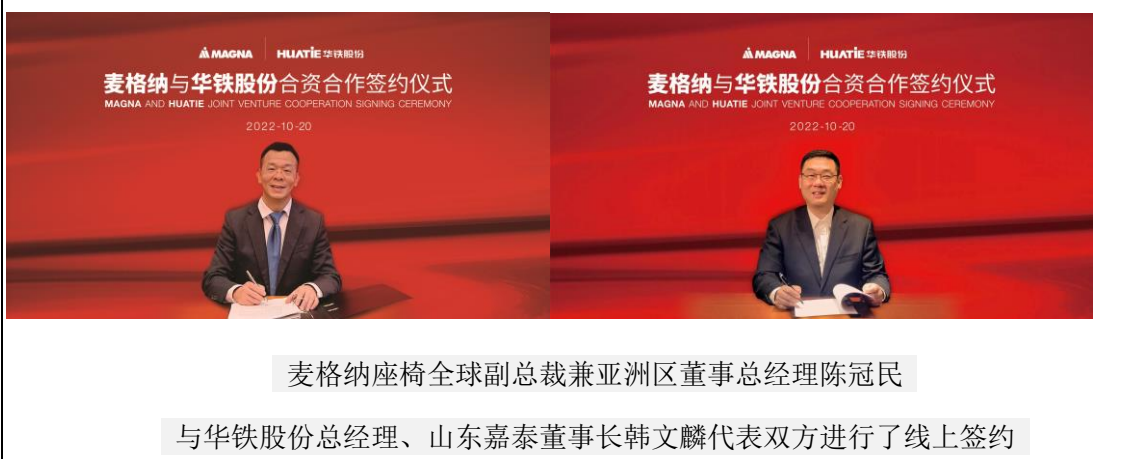 MAGNA HUATIE 华铁股份
麦格纳与华铁股份合资合作签约仪式
MAGNA AND HUATIE JOINT VENTURE COOPERATION SIGNING CEREMONY
2022-10-20
MAGNA HUATIE 华铁股份
麦格纳与华铁股份合资合作签约仪式
MAGNA AND HUATIE JOINT VENTURE COOPERATION SIGNING CEREMONY
2022-10-20
麦格纳座椅全球副总裁兼亚洲区董事总经理陈冠民
与华铁股份总经理、山东嘉泰董事长韩文麟代表双方进行了线上签约